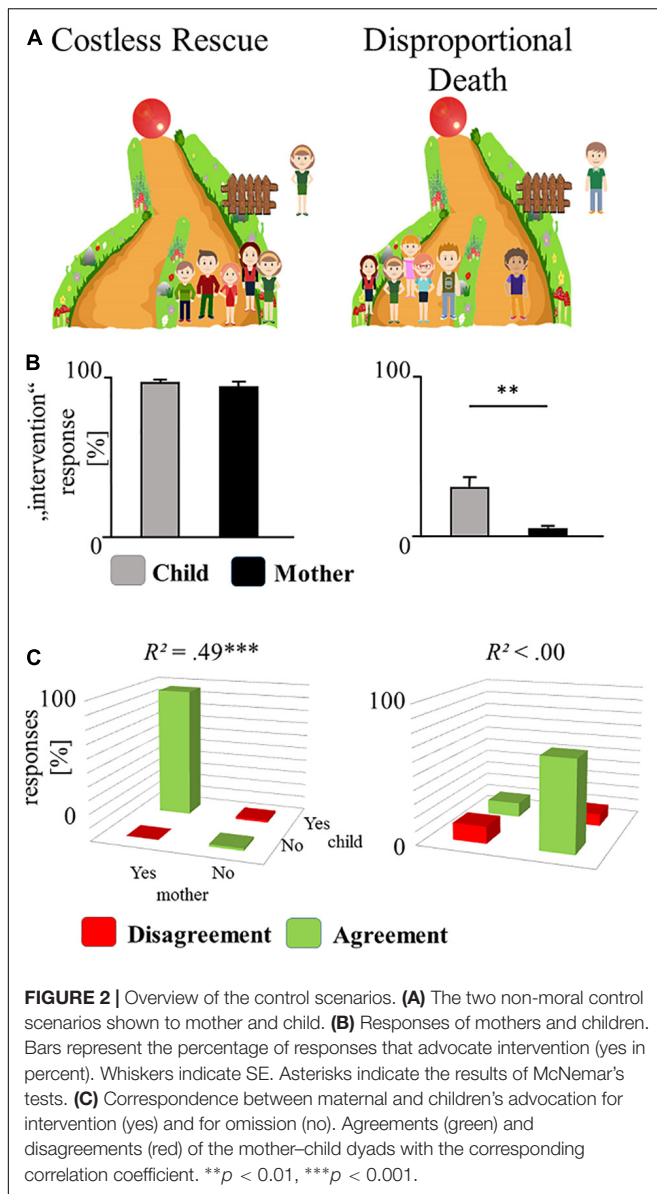 A Costless Rescue
Disproportional
Death
B
100
„intervention“
response
[%]
0
**
100
0
Child
Mother
C
R² = .49***
R² < .00
100
responses
[%]
0
Yes
No
mother
No
Yes
child
100
0
Disagreement
Agreement
FIGURE 2 | Overview of the control scenarios. (A) The two non-moral control
scenarios shown to mother and child. (B) Responses of mothers and children.
Bars represent the percentage of responses that advocate intervention (yes in
percent). Whiskers indicate SE. Asterisks indicate the results of McNemar's
tests. (C) Correspondence between maternal and children's advocation for
intervention (yes) and for omission (no). Agreements (green) and
disagreements (red) of the mother–child dyads with the corresponding
correlation coefficient. **p < 0.01, ***p < 0.001.